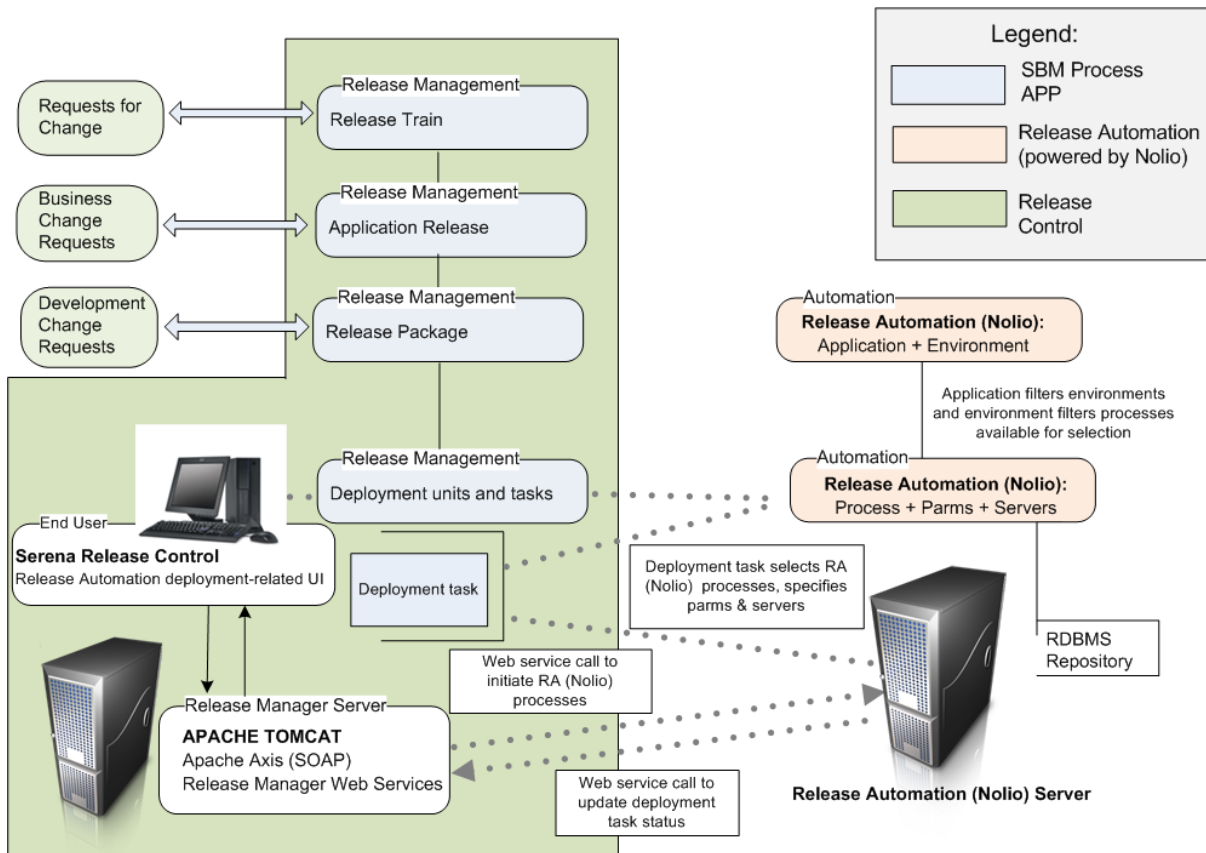 Legend:
SBM Process
APP
Release Automation
(powered by Nolio)
Release
Control
Requests for
Change
Release Management
Release Train
Business
Change
Requests
Release Management
Application Release
Development
Change
Requests
Release Management
Release Package
Automation
Release Automation (Nolio):
Application + Environment
Application filters environments
and environment filters processes
available for selection
Release Management
Deployment units and tasks
Automation
Release Automation (Nolio):
Process + Parms + Servers
End User
Serena Release Control
Release Automation deployment-related UI
Deployment task
Deployment task selects RA
(Nolio) processes, specifies
parms & servers
RDBMS
Repository
Web service call to
initiate RA (Nolio)
processes
Release Manager Server
APACHE TOMCAT
Apache Axis (SOAP)
Release Manager Web Services
Web service call to
update deployment
task status
Release Automation (Nolio) Server